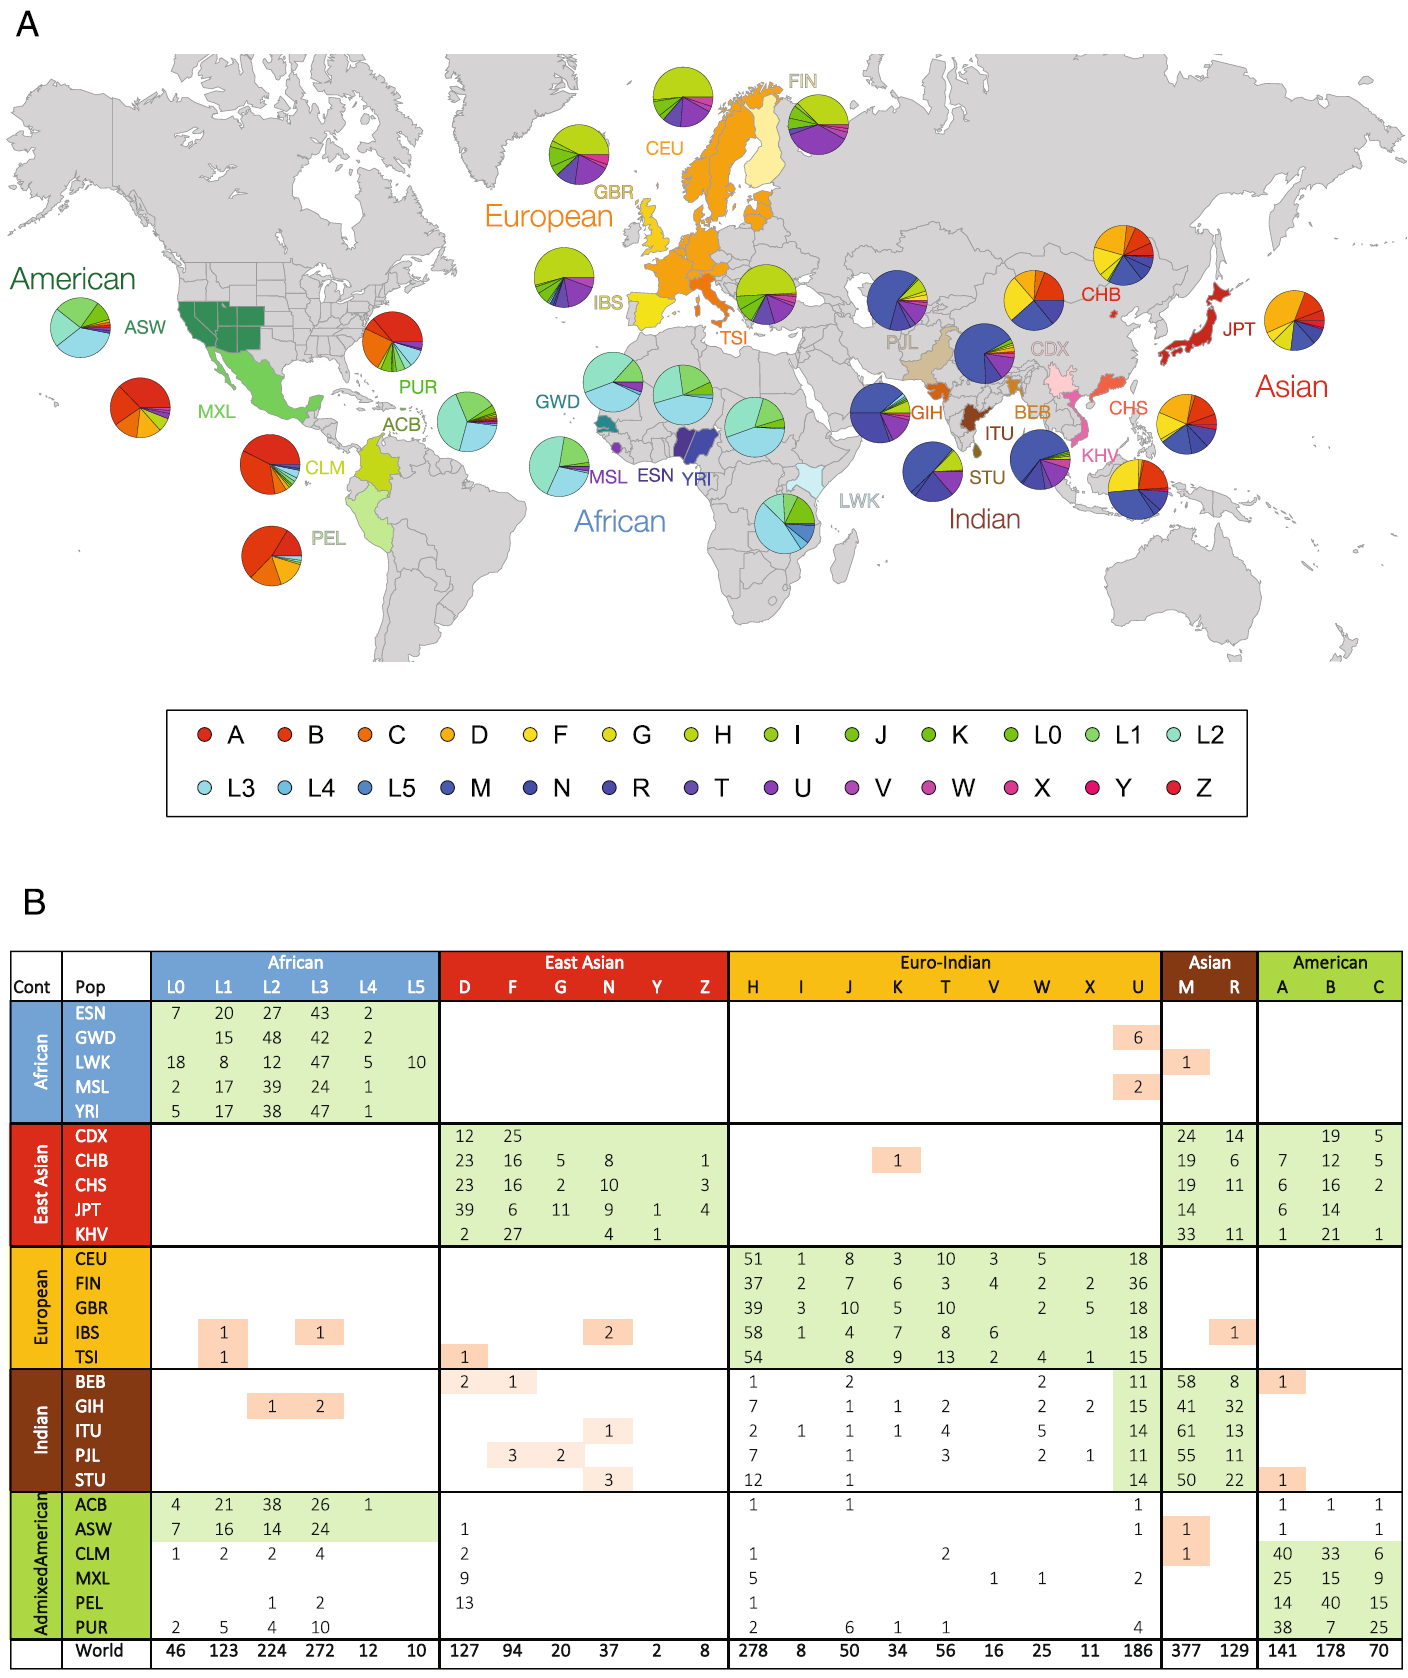 A
FIN
CEU
GBR
European
American
IBS
TSI
ASW
CHB
JPT
PJL
CDX
Asian
PUR
MXL
ACB
GWD
GIH
BEB
CHS
ITU
CLM
MSL
ESN
YRI
KHV
STU
LWK
PEL
African
Indian
A B C D F G H I J K L0 L1 L2
L3 L4 L5 M N R T U V W X Y Z
B
African East Asian Euro-Indian Asian American
Cont Pop L0 L1 L2 L3 L4 L5 D F G N Y Z H I J K T V W X U M R A B C
African
ESN 7 20 27 43 2
GWD 15 48 42 2 6
LWK 18 8 12 47 5 10 1
MSL 2 17 39 24 1 2
YRI 5 17 38 47 1
East Asian
CDX 12 25 24 14 19 5
CHB 23 16 5 8 1 1 19 6 7 12 5
CHS 23 16 2 10 3 19 11 6 16 2
JPT 39 6 11 9 1 4 14 6 14
KHV 2 27 4 1 33 11 1 21 1
European
CEU 51 1 8 3 10 3 5 18
FIN 37 2 7 6 3 4 2 2 36
GBR 39 3 10 5 10 2 5 18
IBS 1 1 2 58 1 4 7 8 6 18 1
TSI 1 1 54 8 9 13 2 4 1 15
Indian
BEB 2 1 1 2 2 11 58 8 1
GIH 1 2 7 1 1 2 2 2 15 41 32
ITU 1 2 1 1 1 4 5 14 61 13
PJL 3 2 7 1 3 2 1 11 55 11
STU 3 12 1 14 50 22 1
AdmixedAmerican
ACB 4 21 38 26 1 1 1 1 1 1 1
ASW 7 16 14 24 1 1 1 1 1
CLM 1 2 2 4 2 1 2 1 40 33 6
MXL 9 5 1 1 2 25 15 9
PEL 1 2 13 1 14 40 15
PUR 2 5 4 10 2 6 1 1 4 38 7 25
World 46 123 224 272 12 10 127 94 20 37 2 8 278 8 50 34 56 16 25 11 186 377 129 141 178 70